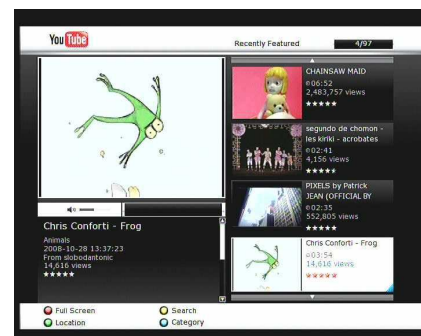 YouTube
Recently Featured 4/97
CHAINSAW MAID
06:52
2,483,757 views
segundo de chomon -
les kiriki - acrobates
02:41
4,156 views
PIXELS by Patrick
JEAN (OFFICIAL BY
02:35
552,805 views
Chris Conforti - Frog
03:54
14,616 views
Chris Conforti - Frog
Animals
2008-10-28 13:37:23
From slobodantonic
14,616 views
Full Screen
Search
Location
Category